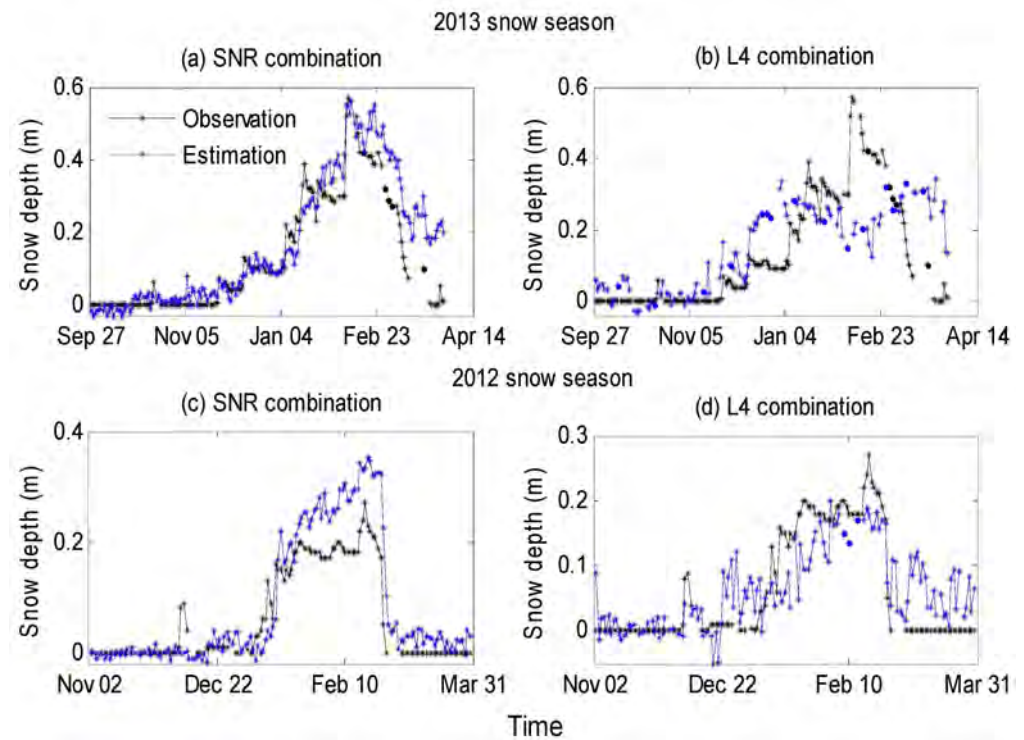 2013 snow season
(a) SNR combination
(b) L4 combination
Snow depth (m)
0.6
0.4
0.2
0
Observation
Estimation
Sep 27 Nov 05 Jan 04 Feb 23 Apr 14
Snow depth (m)
0.6
0.4
0.2
0
Sep 27 Nov 05 Jan 04 Feb 23 Apr 14
2012 snow season
(c) SNR combination
(d) L4 combination
Snow depth (m)
0.4
0.2
0
Nov 02 Dec 22 Feb 10 Mar 31
Snow depth (m)
0.3
0.2
0.1
0
Nov 02 Dec 22 Feb 10 Mar 31
Time